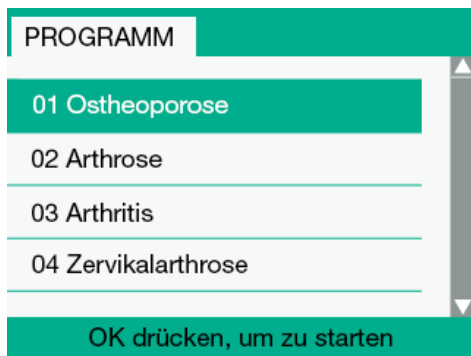 PROGRAMM
01 Ostheoporose
02 Arthrose
03 Arthritis
04 Zervikalarthrose
OK drücken, um zu starten